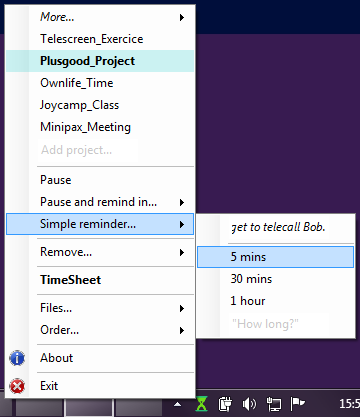 More...
Telescreen_Exercice
Plusgood_Project
Ownlife_Time
Joycamp_Class
Minipax_Meeting
Add project...
Pause
Pause and remind in...
Simple reminder...
get to telecall Bob.
5 mins
30 mins
1 hour
"How long?"
Remove...
TimeSheet
Files...
Order...
About
Exit
15:5